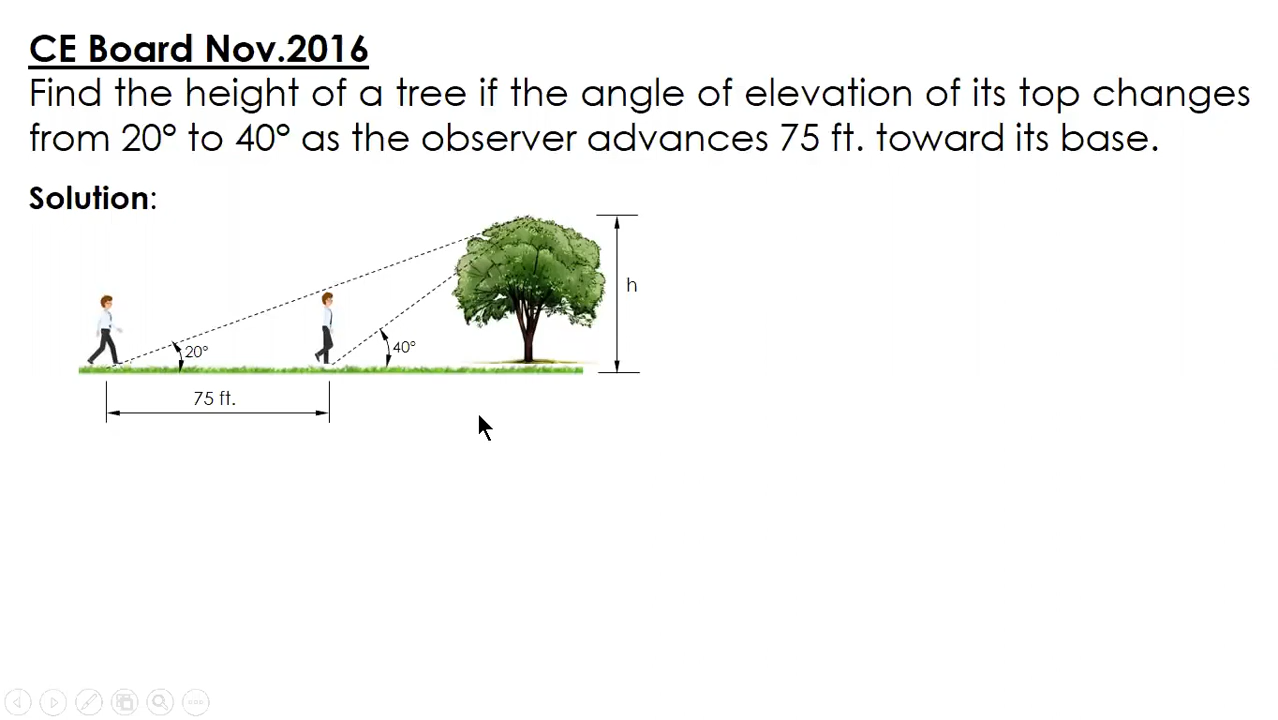 CE Board Nov.2016
Find the height of a tree if the angle of elevation of its top changes
from 20° to 40° as the observer advances 75 ft. toward its base.
Solution:
h
20°
40°
75 ft.